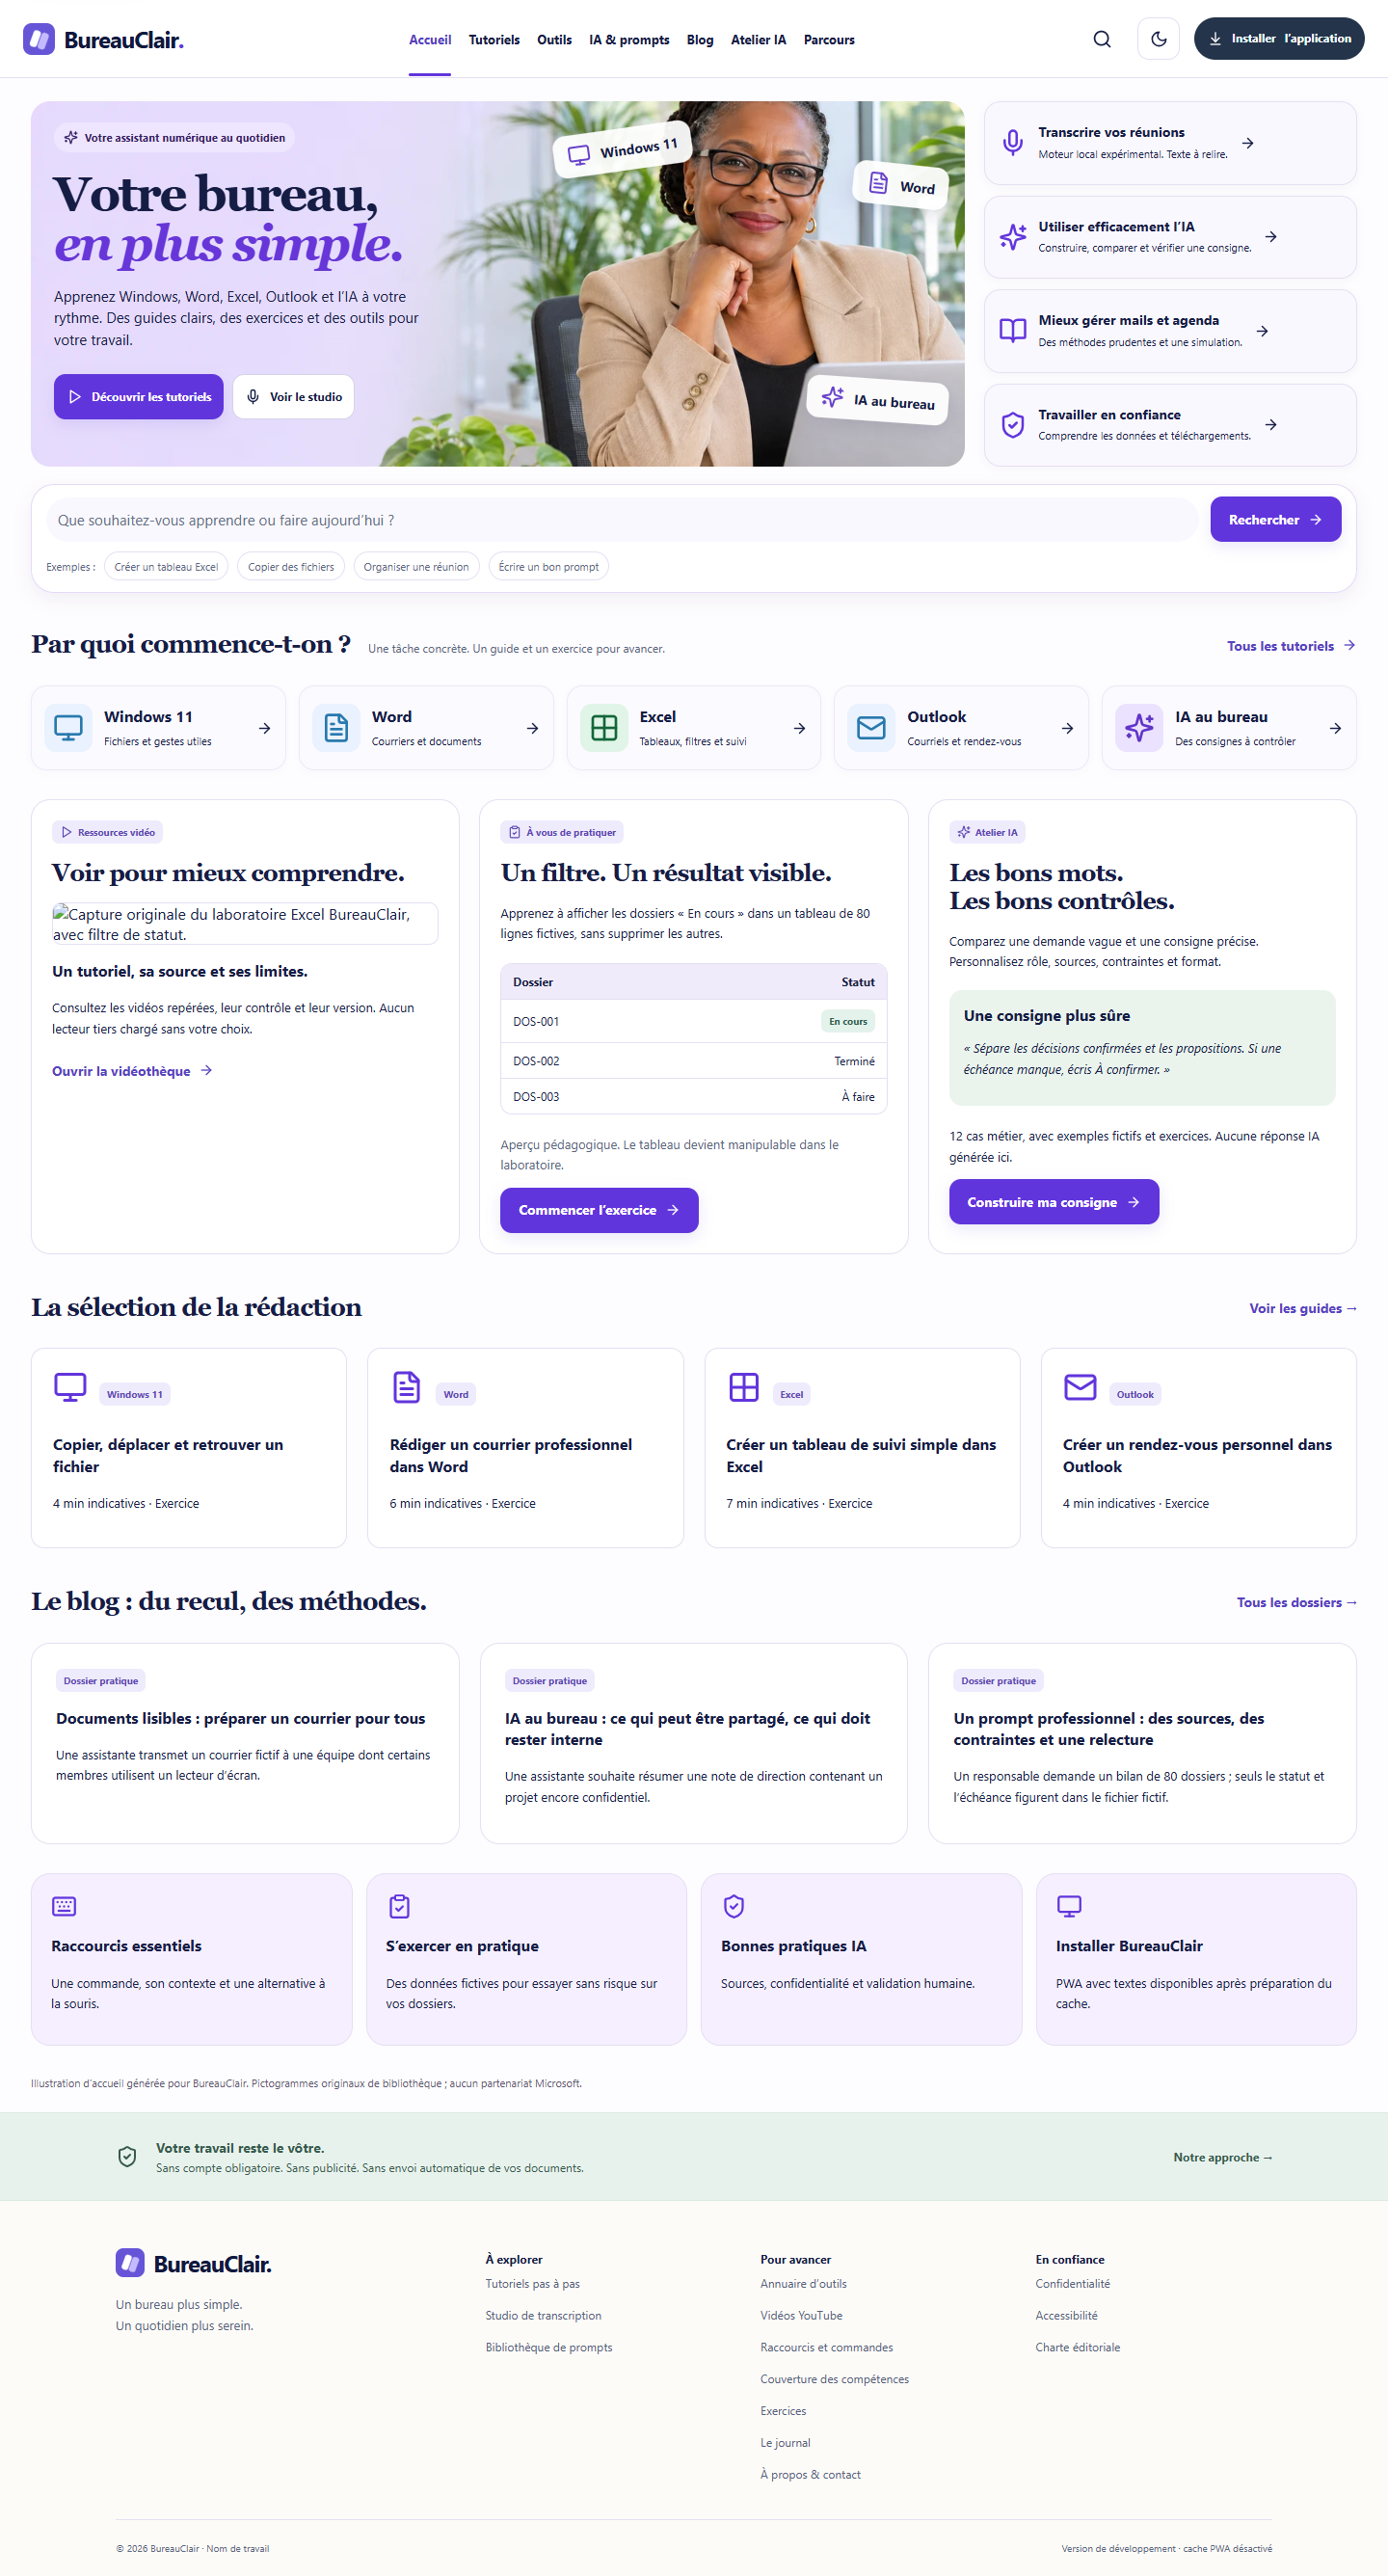 BureauClair.
Accueil
Tutoriels
Outils
IA & prompts
Blog
Atelier IA
Parcours
Installer l'application
Votre assistant numérique au quotidien
Votre bureau,
en plus simple.
Apprenez Windows, Word, Excel, Outlook et l'IA à votre
rythme. Des guides clairs, des exercices et des outils pour
votre travail.
Découvrir les tutoriels
Voir le studio
Windows 11
Word
IA au bureau
Transcrire vos réunions
Moteur local expérimental. Texte à relire.
Utiliser efficacement l'IA
Construire, comparer et vérifier une consigne.
Mieux gérer mails et agenda
Des méthodes prudentes et une simulation.
Travailler en confiance
Comprendre les données et téléchargements.
Que souhaitez-vous apprendre ou faire aujourd'hui ?
Rechercher
Exemples :
Créer un tableau Excel
Copier des fichiers
Organiser une réunion
Écrire un bon prompt
Par quoi commence-t-on ?
Une tâche concrète. Un guide et un exercice pour avancer.
Tous les tutoriels
Windows 11
Fichiers et gestes utiles
Word
Courriers et documents
Excel
Tableaux, filtres et suivi
Outlook
Courriels et rendez-vous
IA au bureau
Des consignes à contrôler
Ressources vidéo
Voir pour mieux comprendre.
Capture originale du laboratoire Excel BureauClair,
avec filtre de statut.
Un tutoriel, sa source et ses limites.
Consultez les vidéos repérées, leur contrôle et leur version. Aucun
lecteur tiers chargé sans votre choix.
Ouvrir la vidéothèque
À vous de pratiquer
Un filtre. Un résultat visible.
Apprenez à afficher les dossiers « En cours » dans un tableau de 80
lignes fictives, sans supprimer les autres.
Dossier Statut
DOS-001 En cours
DOS-002 Terminé
DOS-003 À faire
Aperçu pédagogique. Le tableau devient manipulable dans le
laboratoire.
Commencer l'exercice
Atelier IA
Les bons mots.
Les bons contrôles.
Comparez une demande vague et une consigne précise.
Personnalisez rôle, sources, contraintes et format.
Une consigne plus sûre
« Sépare les décisions confirmées et les propositions. Si une
échéance manque, écris À confirmer. »
12 cas métier, avec exemples fictifs et exercices. Aucune réponse IA
générée ici.
Construire ma consigne
La sélection de la rédaction
Voir les guides →
Windows 11
Copier, déplacer et retrouver un
fichier
4 min indicatives · Exercice
Word
Rédiger un courrier professionnel
dans Word
6 min indicatives · Exercice
Excel
Créer un tableau de suivi simple dans
Excel
7 min indicatives · Exercice
Outlook
Créer un rendez-vous personnel dans
Outlook
4 min indicatives · Exercice
Le blog : du recul, des méthodes.
Tous les dossiers →
Dossier pratique
Documents lisibles : préparer un courrier pour tous
Une assistante transmet un courrier fictif à une équipe dont certains
membres utilisent un lecteur d'écran.
Dossier pratique
IA au bureau : ce qui peut être partagé, ce qui doit
rester interne
Une assistante souhaite résumer une note de direction contenant un
projet encore confidentiel.
Dossier pratique
Un prompt professionnel : des sources, des
contraintes et une relecture
Un responsable demande un bilan de 80 dossiers ; seuls le statut et
l'échéance figurent dans le fichier fictif.
Raccourcis essentiels
Une commande, son contexte et une alternative à
la souris.
S'exercer en pratique
Des données fictives pour essayer sans risque sur
vos dossiers.
Bonnes pratiques IA
Sources, confidentialité et validation humaine.
Installer BureauClair
PWA avec textes disponibles après préparation du
cache.
Illustration d'accueil générée pour BureauClair. Pictogrammes originaux de bibliothèque ; aucun partenariat Microsoft.
Votre travail reste le vôtre.
Sans compte obligatoire. Sans publicité. Sans envoi automatique de vos documents.
Notre approche →
BureauClair.
Un bureau plus simple.
Un quotidien plus serein.
À explorer
Tutoriels pas à pas
Studio de transcription
Bibliothèque de prompts
Pour avancer
Annuaire d'outils
Vidéos YouTube
Raccourcis et commandes
Couverture des compétences
Exercices
Le journal
À propos & contact
En confiance
Confidentialité
Accessibilité
Charte éditoriale
© 2026 BureauClair · Nom de travail
Version de développement · cache PWA désactivé